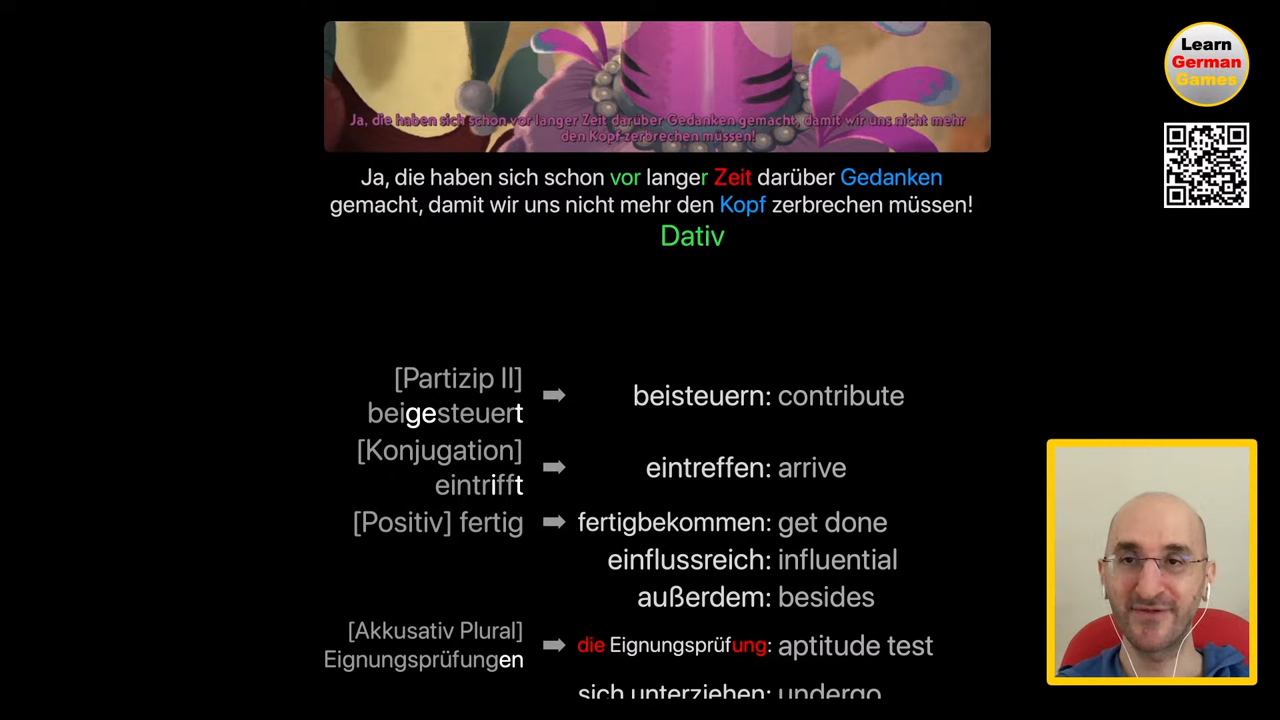 Learn
German
Games
Ja, die haben sich schon vor langer Zeit darüber Gedanken gemacht, damit wir uns nicht mehr
den Kopf zerbrechen müssen!
Ja, die haben sich schon vor langer Zeit darüber Gedanken
gemacht, damit wir uns nicht mehr den Kopf zerbrechen müssen!
Dativ
[Partizip II]
beigesteuert ➡ beisteuern: contribute
[Konjugation]
eintrifft ➡ eintreffen: arrive
[Positiv] fertig ➡ fertigbekommen: get done
einflussreich: influential
außerdem: besides
[Akkusativ Plural]
Eignungsprüfungen ➡ die Eignungsprüfung: aptitude test
sich unterziehen: undergo